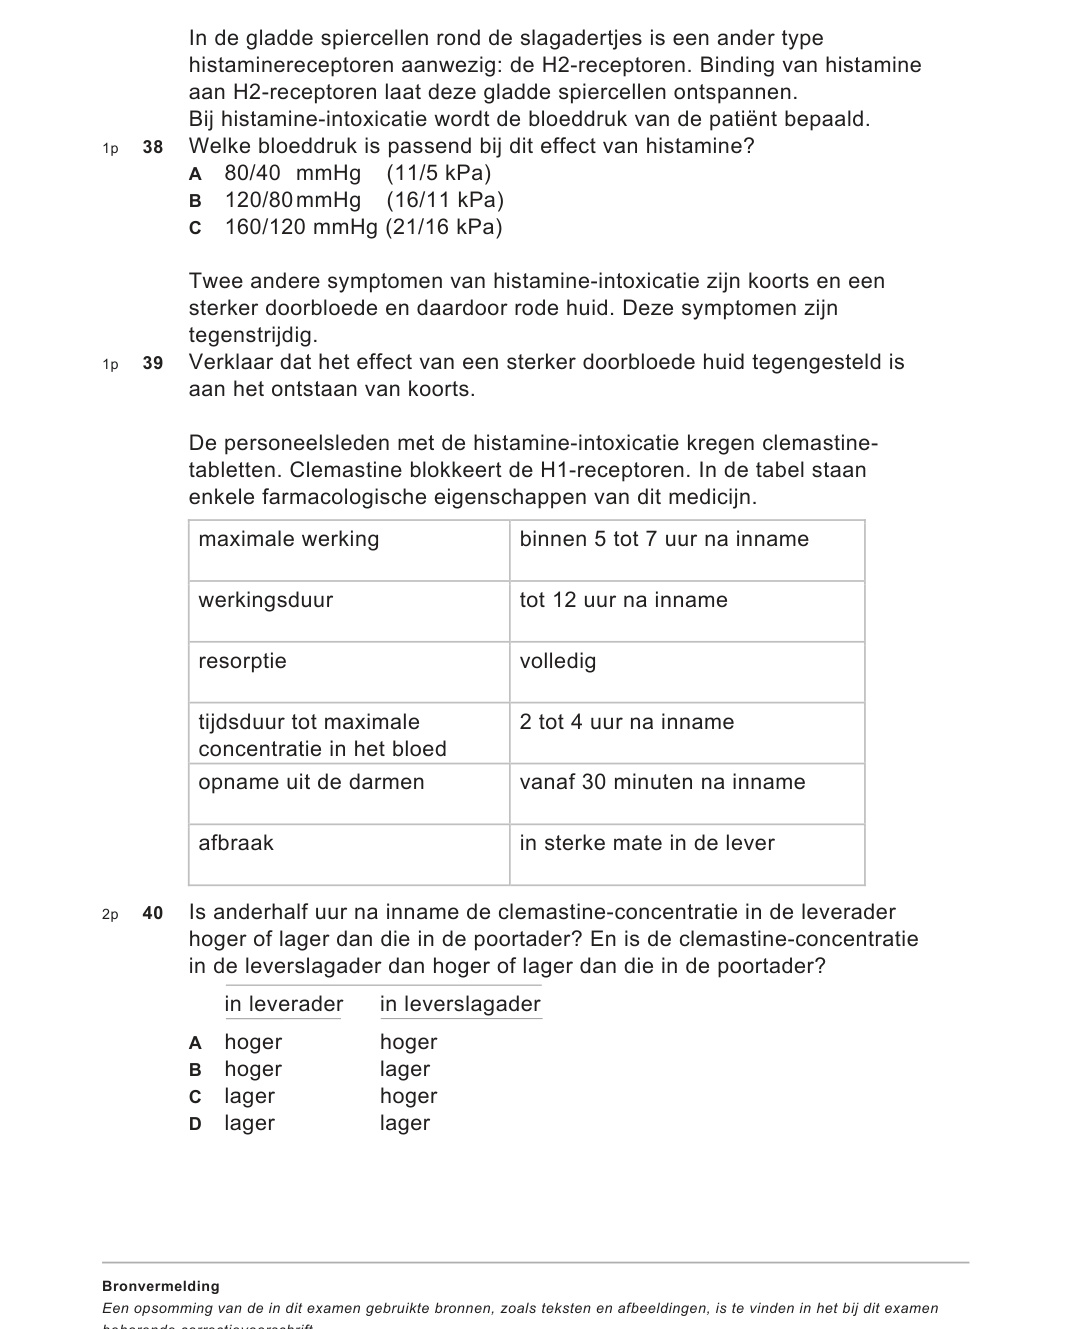 In de gladde spiercellen rond de slagadertjes is een ander type
histaminereceptoren aanwezig: de H2-receptoren. Binding van histamine
aan H2-receptoren laat deze gladde spiercellen ontspannen.
Bij histamine-intoxicatie wordt de bloeddruk van de patiënt bepaald.
1p 38 Welke bloeddruk is passend bij dit effect van histamine?
A 80/40 mmHg (11/5 kPa)
B 120/80 mmHg (16/11 kPa)
C 160/120 mmHg (21/16 kPa)
Twee andere symptomen van histamine-intoxicatie zijn koorts en een
sterker doorbloede en daardoor rode huid. Deze symptomen zijn
tegenstrijdig.
1p 39 Verklaar dat het effect van een sterker doorbloede huid tegengesteld is
aan het ontstaan van koorts.
De personeelsleden met de histamine-intoxicatie kregen clemastine-
tabletten. Clemastine blokkeert de H1-receptoren. In de tabel staan
enkele farmacologische eigenschappen van dit medicijn.
maximale werking binnen 5 tot 7 uur na inname
werkingsduur tot 12 uur na inname
resorptie volledig
tijdsduur tot maximale 2 tot 4 uur na inname
concentratie in het bloed
opname uit de darmen vanaf 30 minuten na inname
afbraak in sterke mate in de lever
2p 40 Is anderhalf uur na inname de clemastine-concentratie in de leverader
hoger of lager dan die in de poortader? En is de clemastine-concentratie
in de leverslagader dan hoger of lager dan die in de poortader?
in leverader in leverslagader
A hoger hoger
B hoger lager
C lager hoger
D lager lager
Bronvermelding
Een opsomming van de in dit examen gebruikte bronnen, zoals teksten en afbeeldingen, is te vinden in het bij dit examen